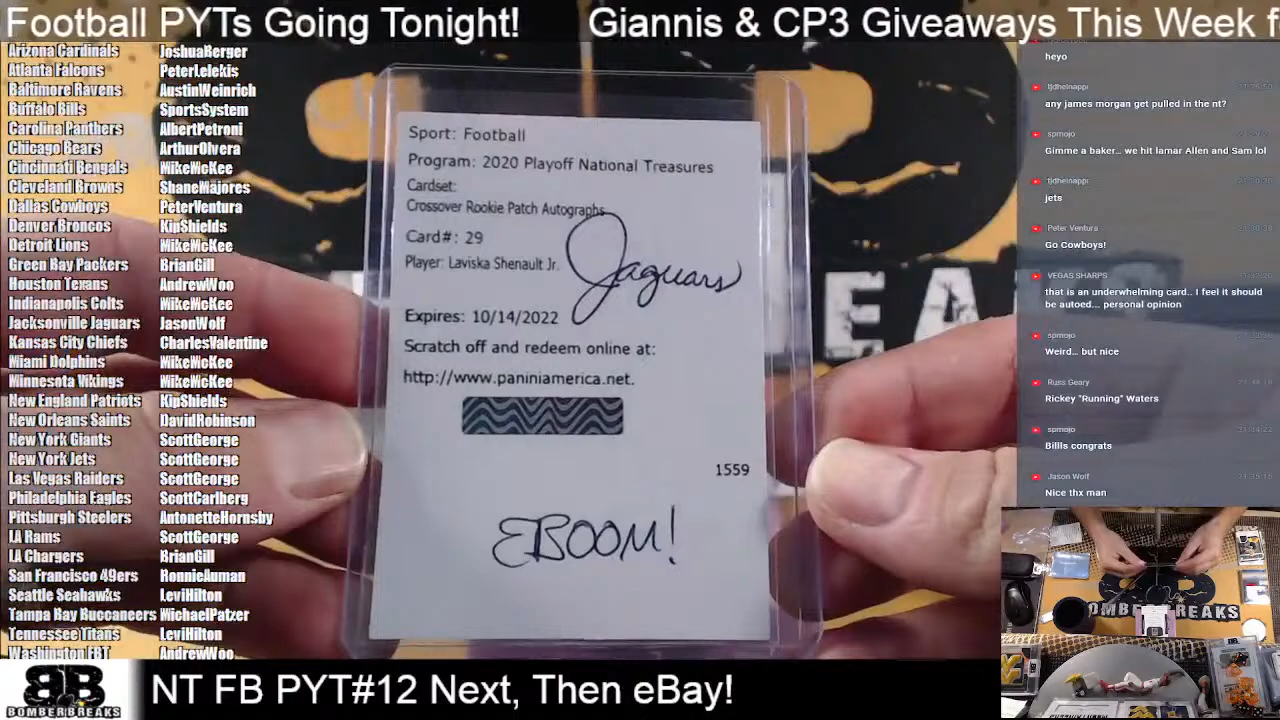 Football PYTs Going Tonight!
Giannis & CP3 Giveaways This Week f
Arizona Cardinals JoshuaBerger
Atlanta Falcons PeterLelekis
Baltimore Ravens AustinWeinrich
Buffalo Bills SportsSystem
Carolina Panthers AlbertPetroni
Chicago Bears ArthurOlvera
Cincinnati Bengals MikeMcKee
Cleveland Browns ShaneMajores
Dallas Cowboys PeterVentura
Denver Broncos KipShields
Detroit Lions MikeMcKee
Green Bay Packers BrianGill
Houston Texans AndrewWoo
Indianapolis Colts MikeMcKee
Jacksonville Jaguars JasonWolf
Kansas City Chiefs CharlesValentine
Miami Dolphins MikeMcKee
Minnesota Vikings MikeMcKee
New England Patriots KipShields
New Orleans Saints DavidRobinson
New York Giants ScottGeorge
New York Jets ScottGeorge
Las Vegas Raiders ScottGeorge
Philadelphia Eagles ScottCarlberg
Pittsburgh Steelers AntonetteHornsby
LA Rams ScottGeorge
LA Chargers BrianGill
San Francisco 49ers RonnieAuman
Seattle Seahawks LeviHilton
Tampa Bay Buccaneers MichaelPatzer
Tennessee Titans LeviHilton
Washington FBT AndrewWoo
Sport: Football
Program: 2020 Playoff National Treasures
Cardset:
Crossover Rookie Patch Autographs
Card#: 29
Player: Laviska Shenault Jr.
Jaguars
Expires: 10/14/2022
Scratch off and redeem online at:
http://www.paniniamerica.net.
1559
EBOOM!
REAKS
heyo
tjdheinappi
any james morgan get pulled in the nt?
spmojo
Gimme a baker... we hit lamar Allen and Sam lol
tjdheinappi
jets
Peter Ventura
Go Cowboys!
VEGAS SHARPS
that is an underwhelming card.. I feel it should
be autoed... personal opinion
spmojo
Weird... but nice
Russ Geary
Rickey "Running" Waters
spmojo
Billls congrats
Jason Wolf
Nice thx man
BOMBER BREAKS
BB
BOMBERBREAKS
NT FB PYT#12 Next, Then eBay!